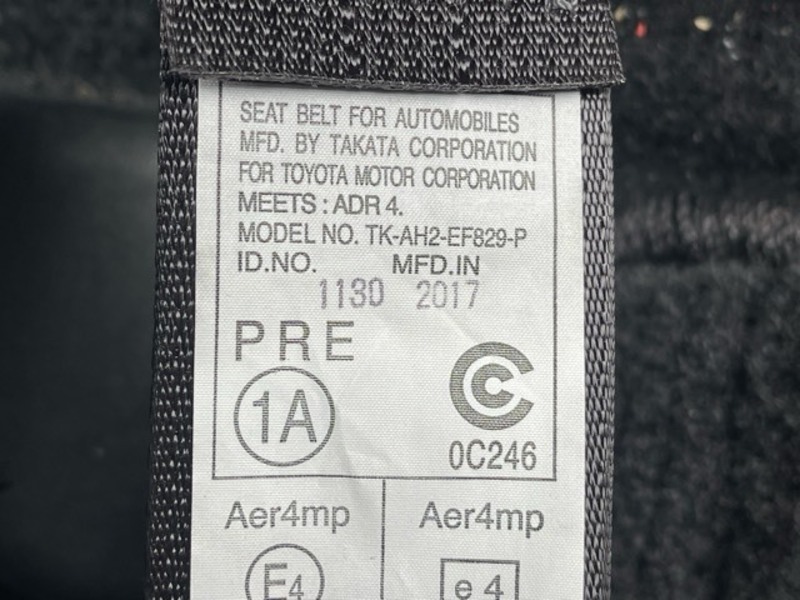 SEAT BELT FOR AUTOMOBILES
MFD. BY TAKATA CORPORATION
FOR TOYOTA MOTOR CORPORATION
MEETS : ADR 4.
MODEL NO. TK-AH2-EF829-P
ID.NO. MFD.IN
1130 2017
PRE
1A
0C246
Aer4mp Aer4mp
E4 e 4